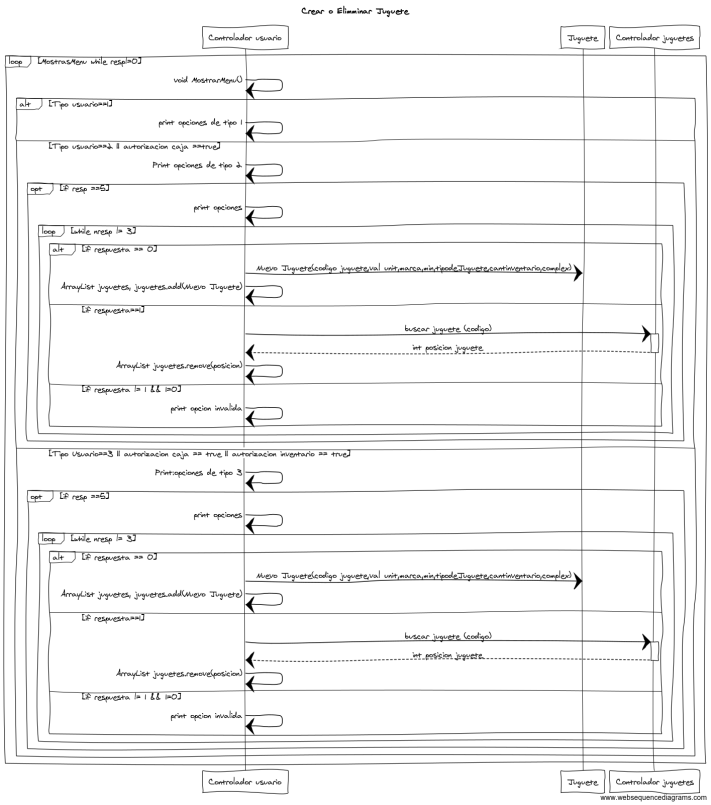 Crear o Elimminar Juguete
Controlador usuario
Juguete
Controlador juguetes
loop [MostrasMenu while resp!=0]
void MostrarMenu()
alt [Tipo usuario==1]
print opciones de tipo 1
[Tipo usuario==2 || autorizacion caja ==true]
Print opciones de tipo 2
opt [if resp ==5]
print opciones
loop [while nresp != 3]
alt [if respuesta == 0]
Nuevo Juguete(codigo juguete,val unit,marca,min,tipodeJuguete,cantinventario,complex)
ArrayList juguetes, juguetes.add(Nuevo Juguete)
[if respuesta==1]
buscar juguete (codigo)
int posicion juguete
ArrayList juguetes.remove(posicion)
[if respuesta != 1 && !=0]
print opcion invalida
[Tipo Usuario==3 || autorizacion caja == true || autorizacion inventario == true]
Print:opciones de tipo 3
opt [if resp ==5]
print opciones
loop [while nresp != 3]
alt [if respuesta == 0]
Nuevo Juguete(codigo juguete,val unit,marca,min,tipodeJuguete,cantinventario,complex)
ArrayList juguetes, juguetes.add(Nuevo Juguete)
[if respuesta==1]
buscar juguete (codigo)
int posicion juguete
ArrayList juguetes.remove(posicion)
[if respuesta != 1 && !=0]
print opcion invalida
Controlador usuario
Juguete
Controlador juguetes
www.websequencediagrams.com